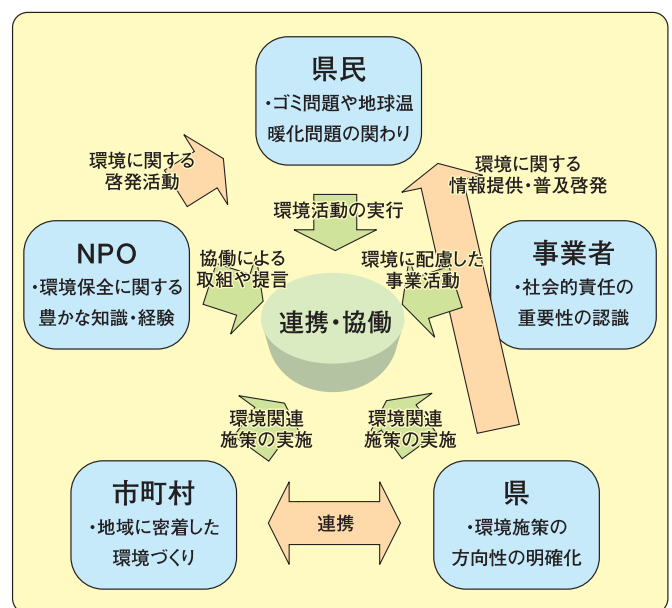 県民
・ゴミ問題や地球温
暖化問題の関わり
環境に関する
啓発活動
環境に関する
情報提供・普及啓発
環境活動の実行
NPO
・環境保全に関する
豊かな知識・経験
協働による
取組や提言
環境に配慮した
事業活動
事業者
・社会的責任の
重要性の認識
連携・協働
環境関連
施策の実施
環境関連
施策の実施
市町村
・地域に密着した
環境づくり
連携
県
・環境施策の
方向性の明確化